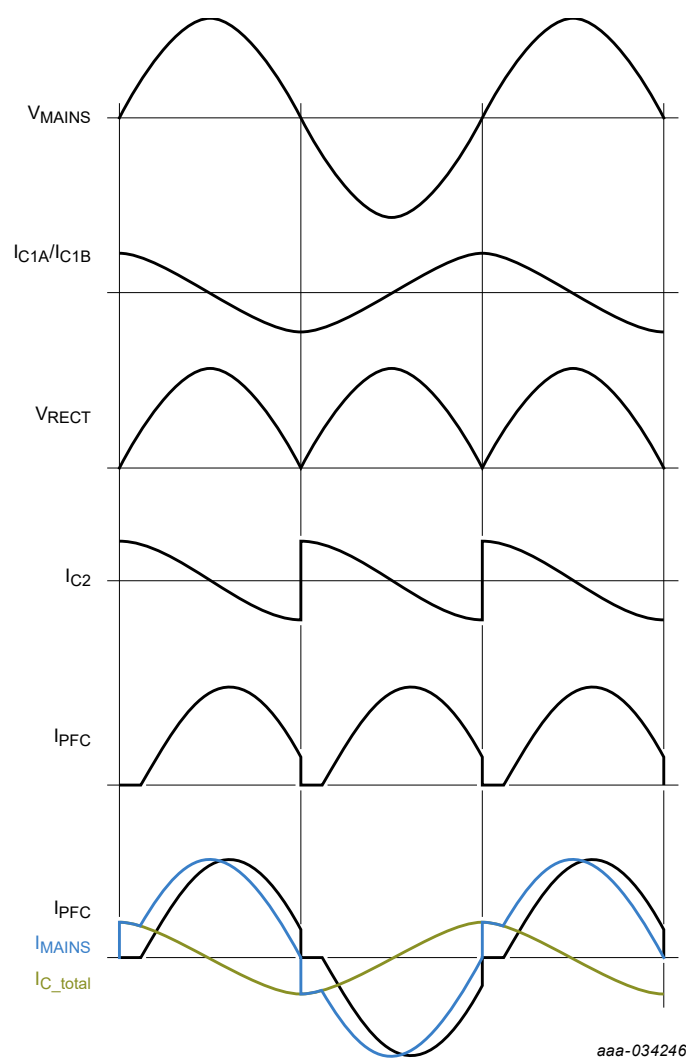 VMAINS
IC1A/IC1B
VRECT
IC2
IPFC
IPFC
IMAINS
IC_total
aaa-034246